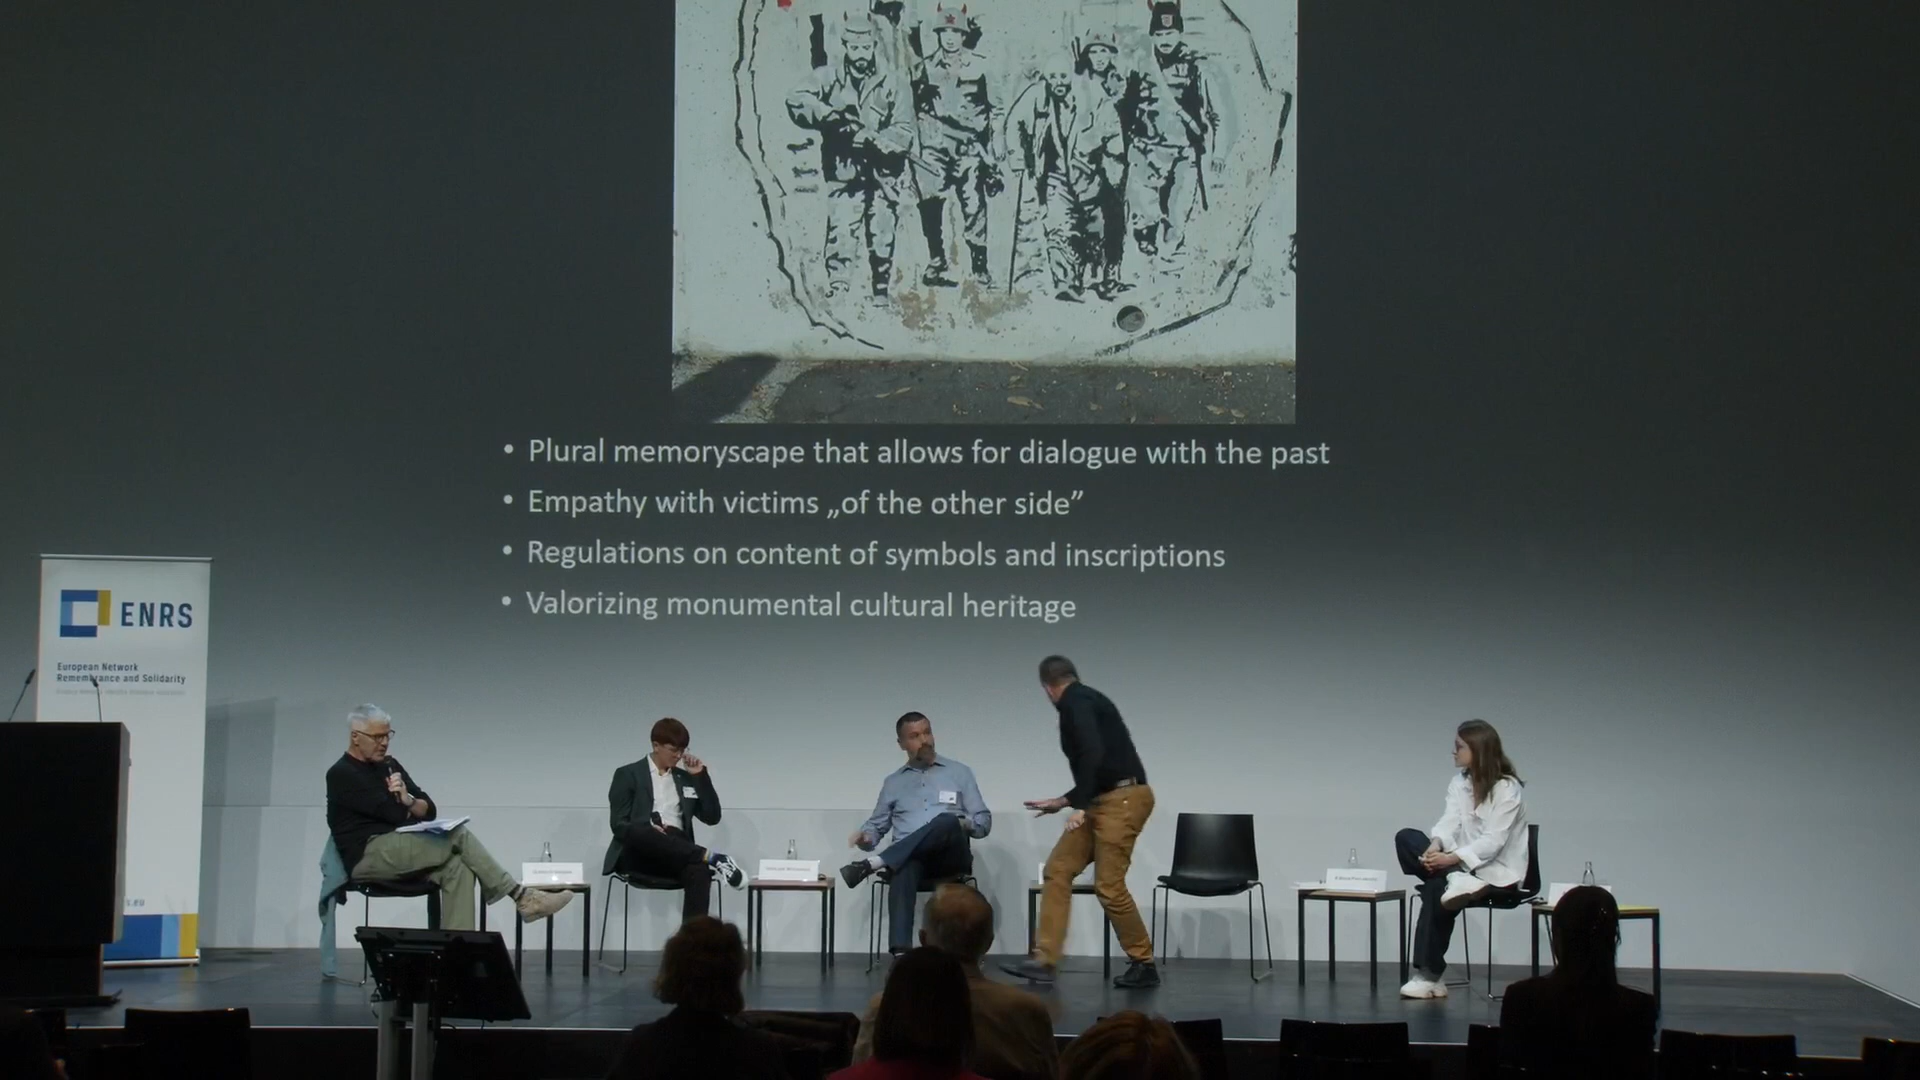 • Plural memoryscape that allows for dialogue with the past
• Empathy with victims „of the other side”
• Regulations on content of symbols and inscriptions
• Valorizing monumental cultural heritage
ENRS
European Network
Remembrance and Solidarity
s.eu